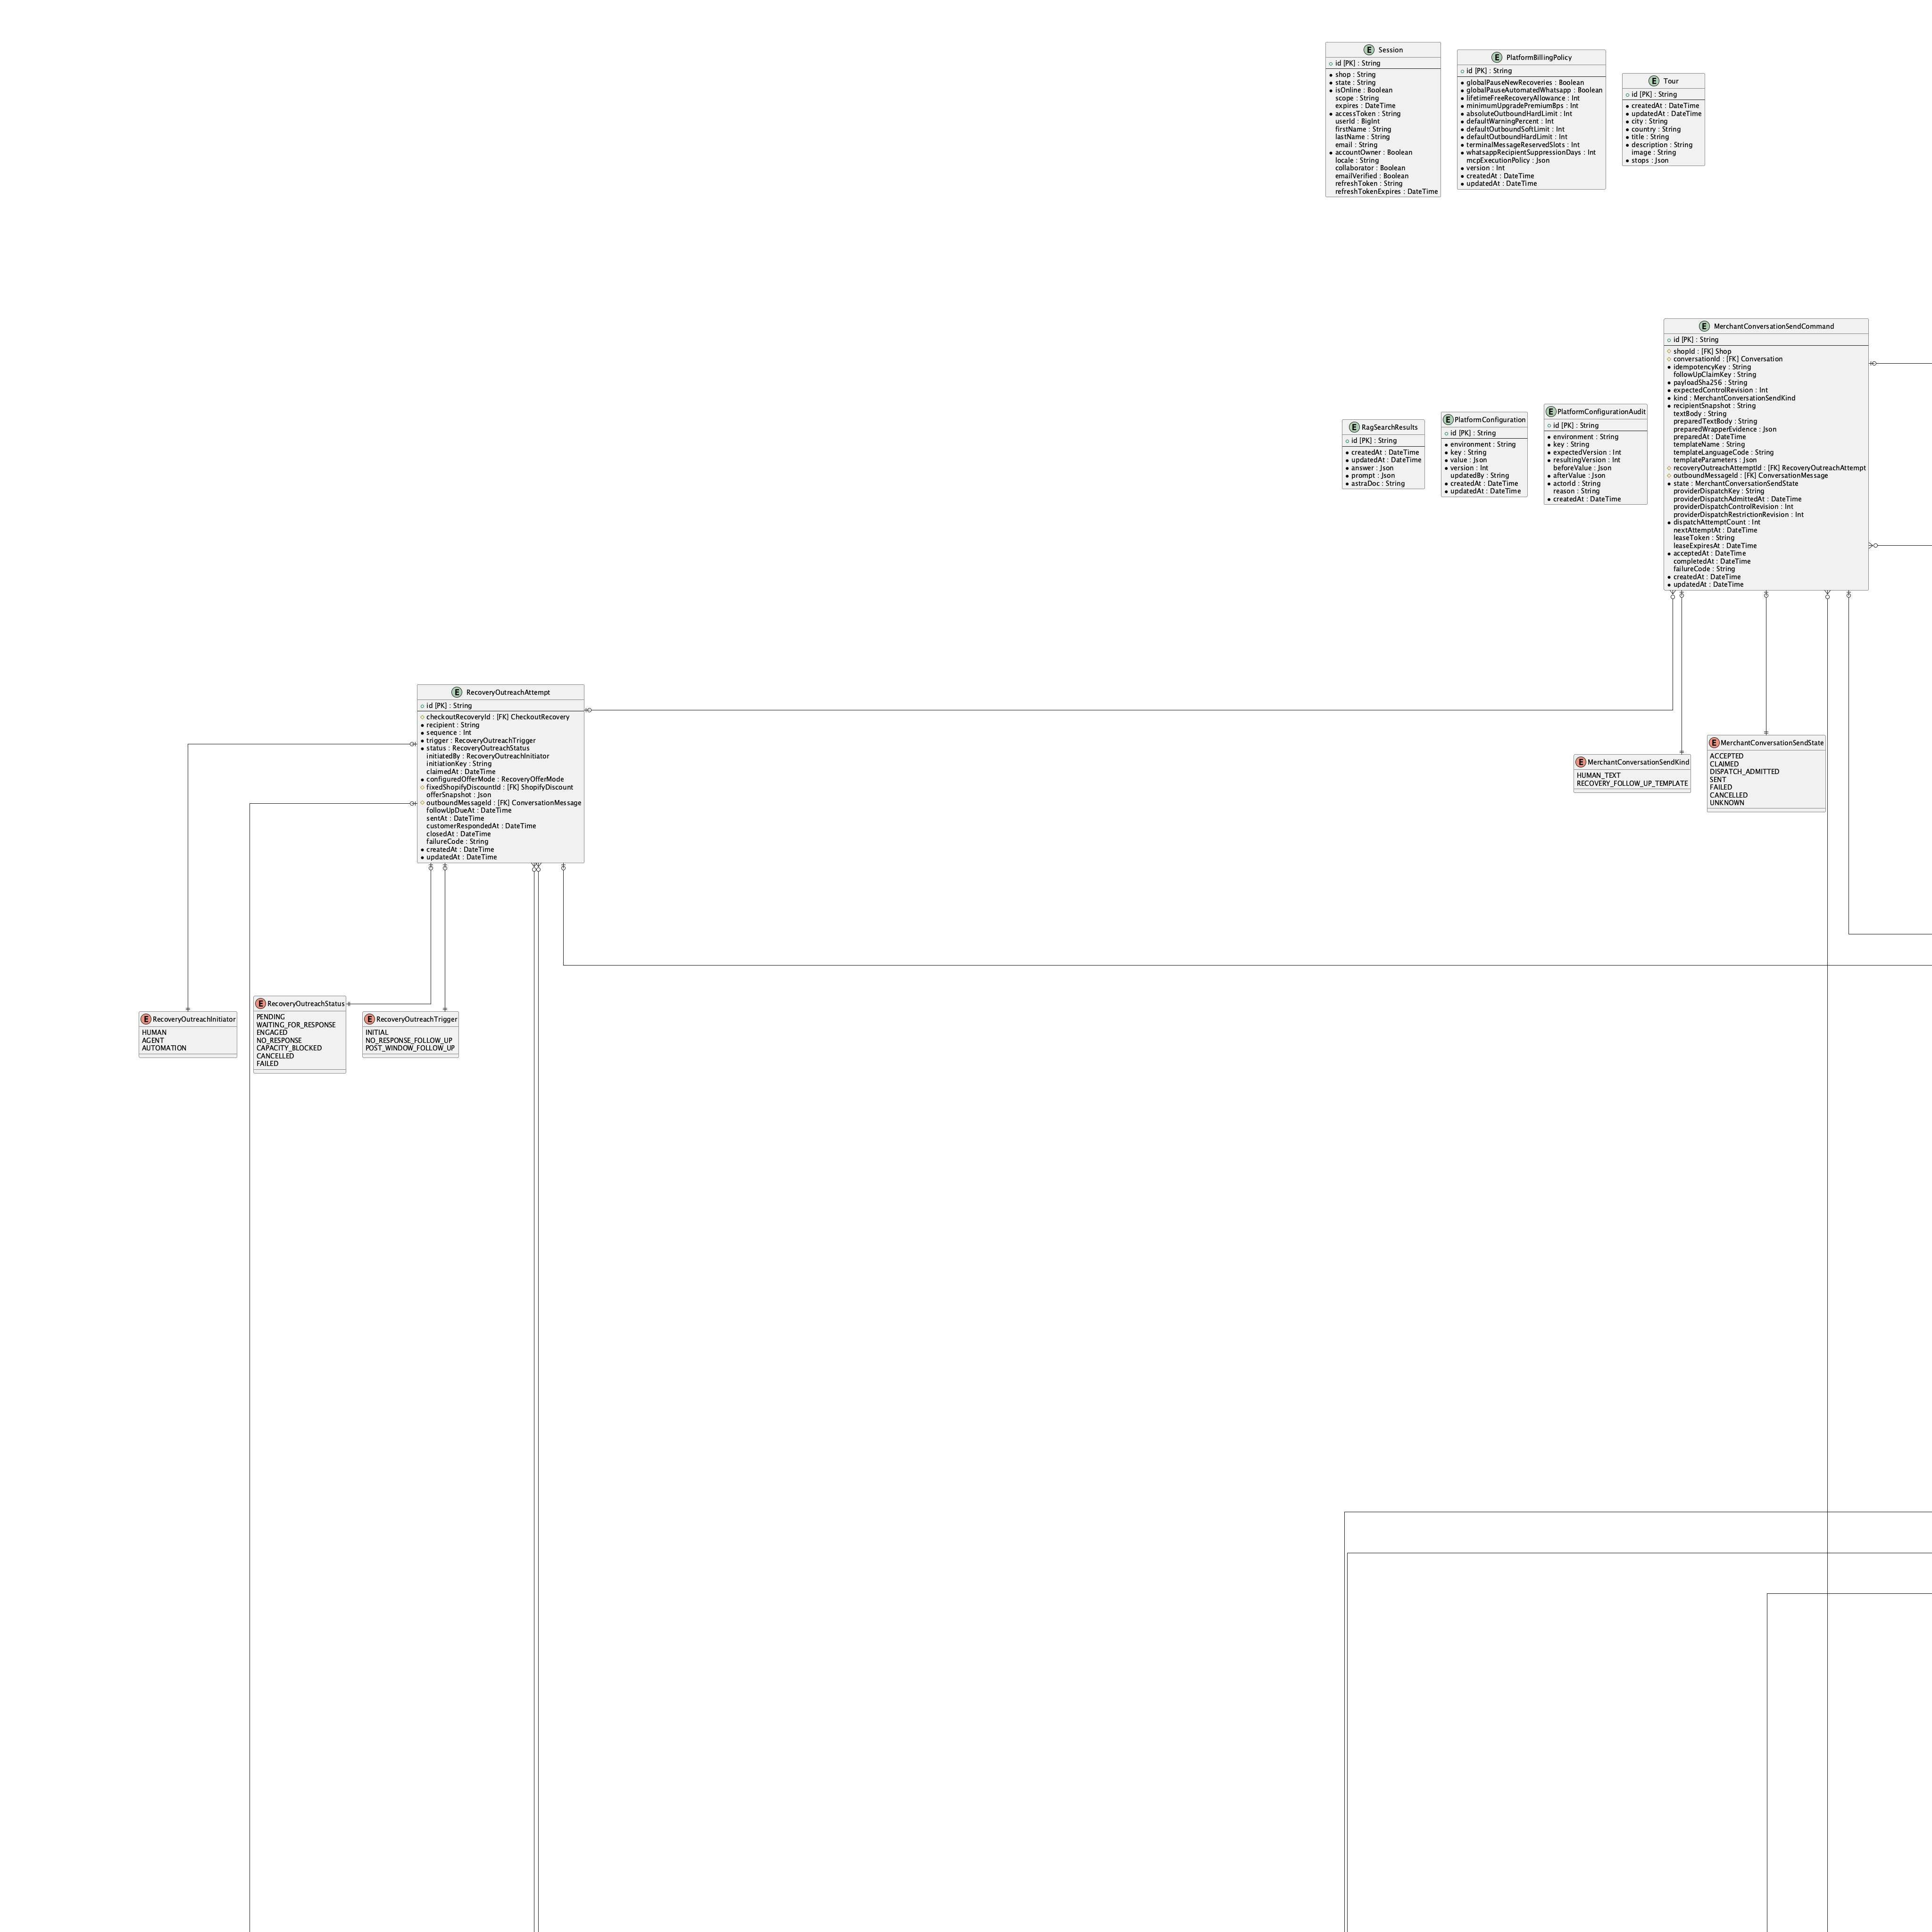 E Session
id [PK] : String
shop : String
state : String
isOnline : Boolean
scope : String
expires : DateTime
accessToken : String
userId : BigInt
firstName : String
lastName : String
email : String
accountOwner : Boolean
locale : String
collaborator : Boolean
emailVerified : Boolean
refreshToken : String
refreshTokenExpires : DateTime
E PlatformBillingPolicy
id [PK] : String
globalPauseNewRecoveries : Boolean
globalPauseAutomatedWhatsapp : Boolean
lifetimeFreeRecoveryAllowance : Int
minimumUpgradePremiumBps : Int
absoluteOutboundHardLimit : Int
defaultWarningPercent : Int
defaultOutboundSoftLimit : Int
defaultOutboundHardLimit : Int
terminalMessageReservedSlots : Int
whatsappRecipientSuppressionDays : Int
mcpExecutionPolicy : Json
version : Int
createdAt : DateTime
updatedAt : DateTime
E Tour
id [PK] : String
createdAt : DateTime
updatedAt : DateTime
city : String
country : String
title : String
description : String
image : String
stops : Json
E MerchantConversationSendCommand
id [PK] : String
shopId : [FK] Shop
conversationId : [FK] Conversation
idempotencyKey : String
followUpClaimKey : String
payloadSha256 : String
expectedControlRevision : Int
kind : MerchantConversationSendKind
recipientSnapshot : String
textBody : String
preparedTextBody : String
preparedWrapperEvidence : Json
preparedAt : DateTime
templateName : String
templateLanguageCode : String
templateParameters : Json
recoveryOutreachAttemptId : [FK] RecoveryOutreachAttempt
outboundMessageId : [FK] ConversationMessage
state : MerchantConversationSendState
providerDispatchKey : String
providerDispatchAdmittedAt : DateTime
providerDispatchControlRevision : Int
providerDispatchRestrictionRevision : Int
dispatchAttemptCount : Int
nextAttemptAt : DateTime
leaseToken : String
leaseExpiresAt : DateTime
acceptedAt : DateTime
completedAt : DateTime
failureCode : String
createdAt : DateTime
updatedAt : DateTime
E RagSearchResults
id [PK] : String
createdAt : DateTime
updatedAt : DateTime
answer : Json
prompt : Json
astraDoc : String
E PlatformConfiguration
id [PK] : String
environment : String
key : String
value : Json
version : Int
updatedBy : String
createdAt : DateTime
updatedAt : DateTime
E PlatformConfigurationAudit
id [PK] : String
environment : String
key : String
expectedVersion : Int
resultingVersion : Int
beforeValue : Json
afterValue : Json
actorId : String
reason : String
createdAt : DateTime
E RecoveryOutreachAttempt
id [PK] : String
checkoutRecoveryId : [FK] CheckoutRecovery
recipient : String
sequence : Int
trigger : RecoveryOutreachTrigger
status : RecoveryOutreachStatus
initiatedBy : RecoveryOutreachInitiator
initiationKey : String
claimedAt : DateTime
configuredOfferMode : RecoveryOfferMode
fixedShopifyDiscountId : [FK] ShopifyDiscount
offerSnapshot : Json
outboundMessageId : [FK] ConversationMessage
followUpDueAt : DateTime
sentAt : DateTime
customerRespondedAt : DateTime
closedAt : DateTime
failureCode : String
createdAt : DateTime
updatedAt : DateTime
E MerchantConversationSendKind
HUMAN_TEXT
RECOVERY_FOLLOW_UP_TEMPLATE
E MerchantConversationSendState
ACCEPTED
CLAIMED
DISPATCH_ADMITTED
SENT
FAILED
CANCELLED
UNKNOWN
E RecoveryOutreachInitiator
HUMAN
AGENT
AUTOMATION
E RecoveryOutreachStatus
PENDING
WAITING_FOR_RESPONSE
ENGAGED
NO_RESPONSE
CAPACITY_BLOCKED
CANCELLED
FAILED
E RecoveryOutreachTrigger
INITIAL
NO_RESPONSE_FOLLOW_UP
POST_WINDOW_FOLLOW_UP